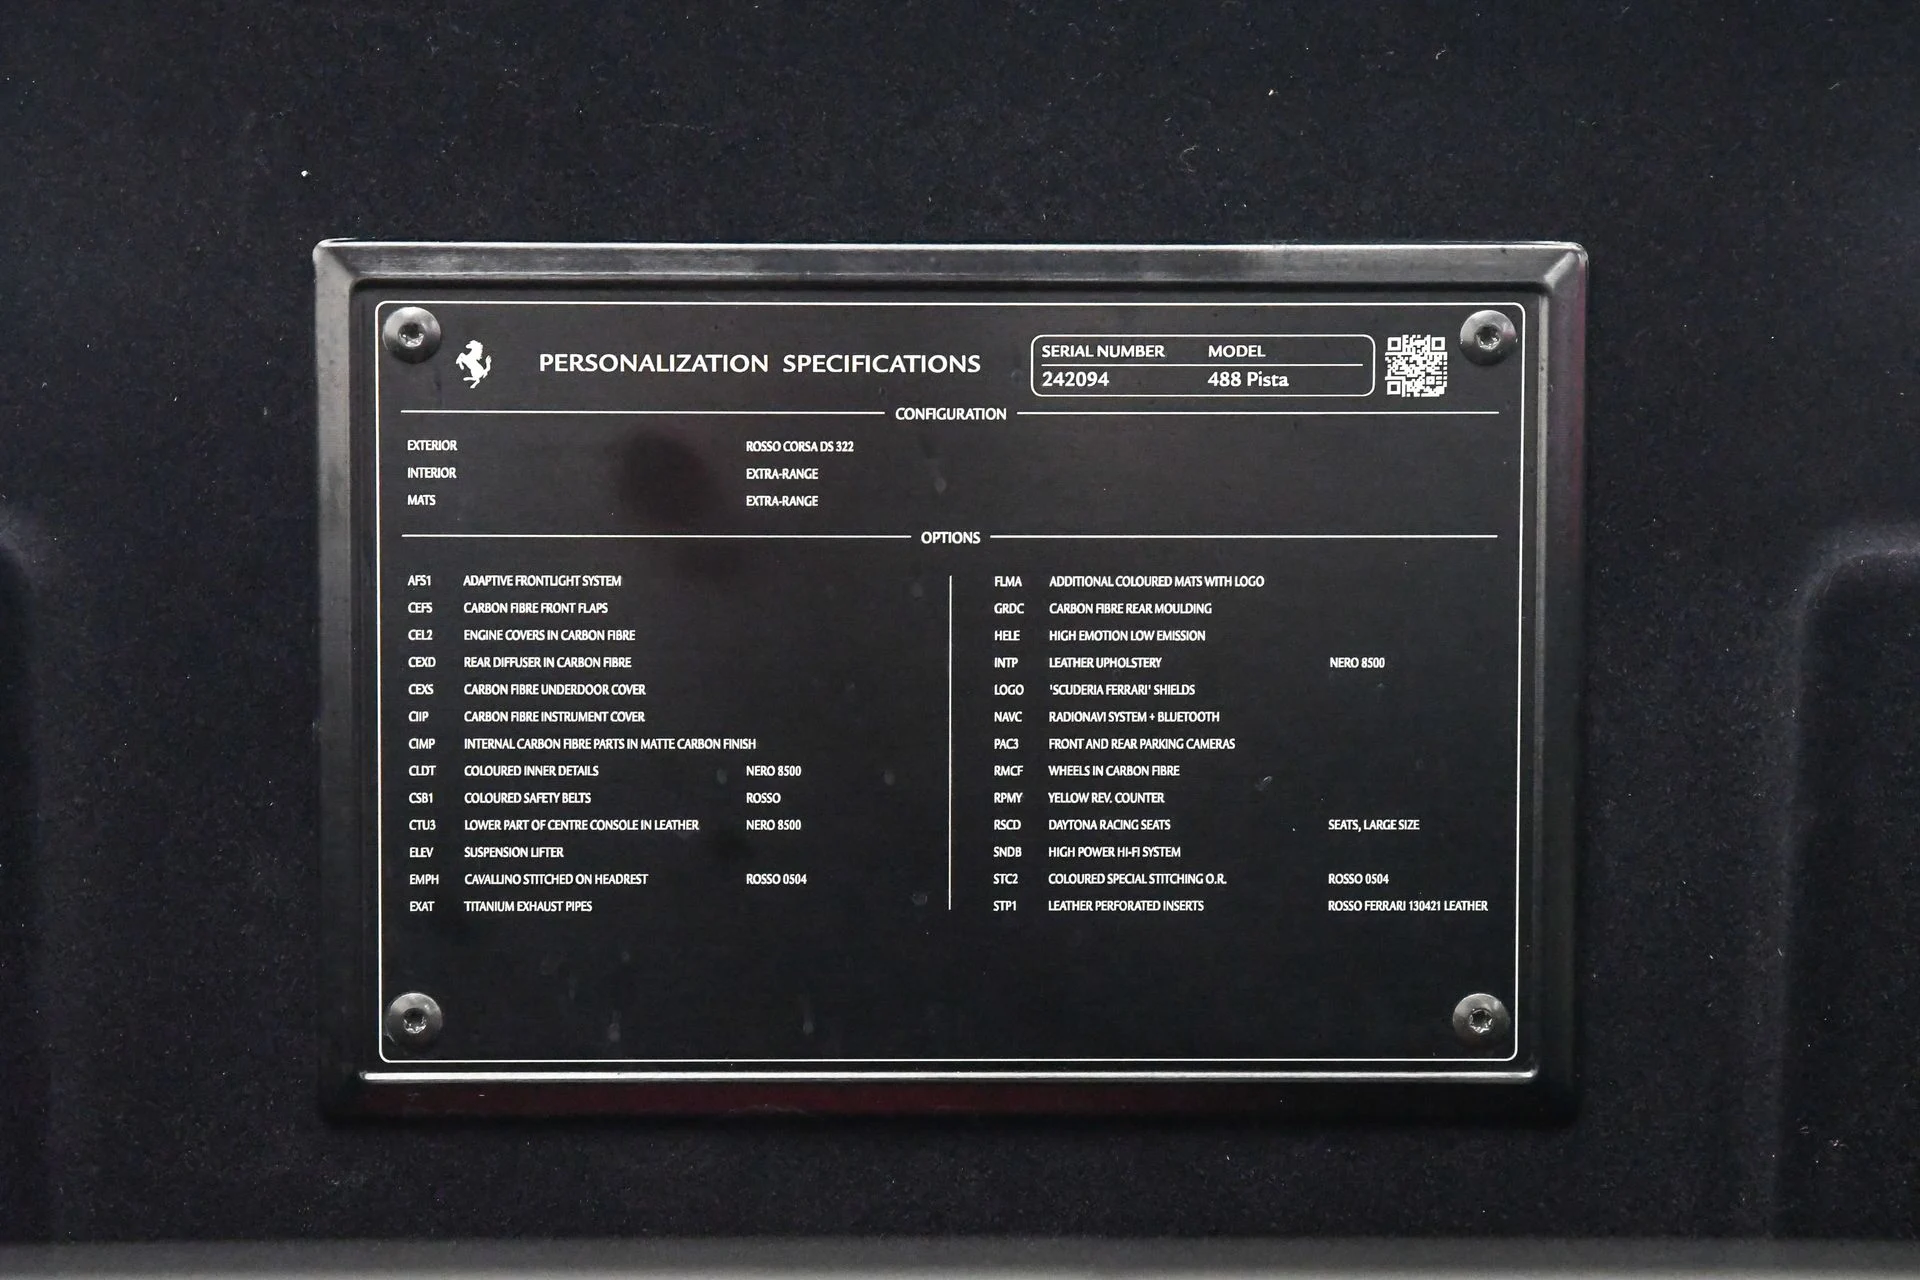 PERSONALIZATION SPECIFICATIONS
SERIAL NUMBER MODEL
242094 488 Pista
CONFIGURATION
EXTERIOR ROSSO CORSA DS 322
INTERIOR EXTRA-RANGE
MATS EXTRA-RANGE
OPTIONS
AFS1 ADAPTIVE FRONTLIGHT SYSTEM
CEF5 CARBON FIBRE FRONT FLAPS
CEL2 ENGINE COVERS IN CARBON FIBRE
CEXD REAR DIFFUSER IN CARBON FIBRE
CEXS CARBON FIBRE UNDERDOOR COVER
CIIP CARBON FIBRE INSTRUMENT COVER
CIMP INTERNAL CARBON FIBRE PARTS IN MATTE CARBON FINISH
CLDT COLOURED INNER DETAILS NERO 8500
CSB1 COLOURED SAFETY BELTS ROSSO
CTU3 LOWER PART OF CENTRE CONSOLE IN LEATHER NERO 8500
ELEV SUSPENSION LIFTER
EMPH CAVALLINO STITCHED ON HEADREST ROSSO 0504
EXAT TITANIUM EXHAUST PIPES
FLMA ADDITIONAL COLOURED MATS WITH LOGO
GRDC CARBON FIBRE REAR MOULDING
HELE HIGH EMOTION LOW EMISSION
INTP LEATHER UPHOLSTERY NERO 8500
LOGO 'SCUDERIA FERRARI' SHIELDS
NAVC RADIONAVI SYSTEM + BLUETOOTH
PAC3 FRONT AND REAR PARKING CAMERAS
RMCF WHEELS IN CARBON FIBRE
RPMY YELLOW REV. COUNTER
RSCD DAYTONA RACING SEATS SEATS, LARGE SIZE
SNDB HIGH POWER HI-FI SYSTEM
STC2 COLOURED SPECIAL STITCHING O.R. ROSSO 0504
STP1 LEATHER PERFORATED INSERTS ROSSO FERRARI 130421 LEATHER